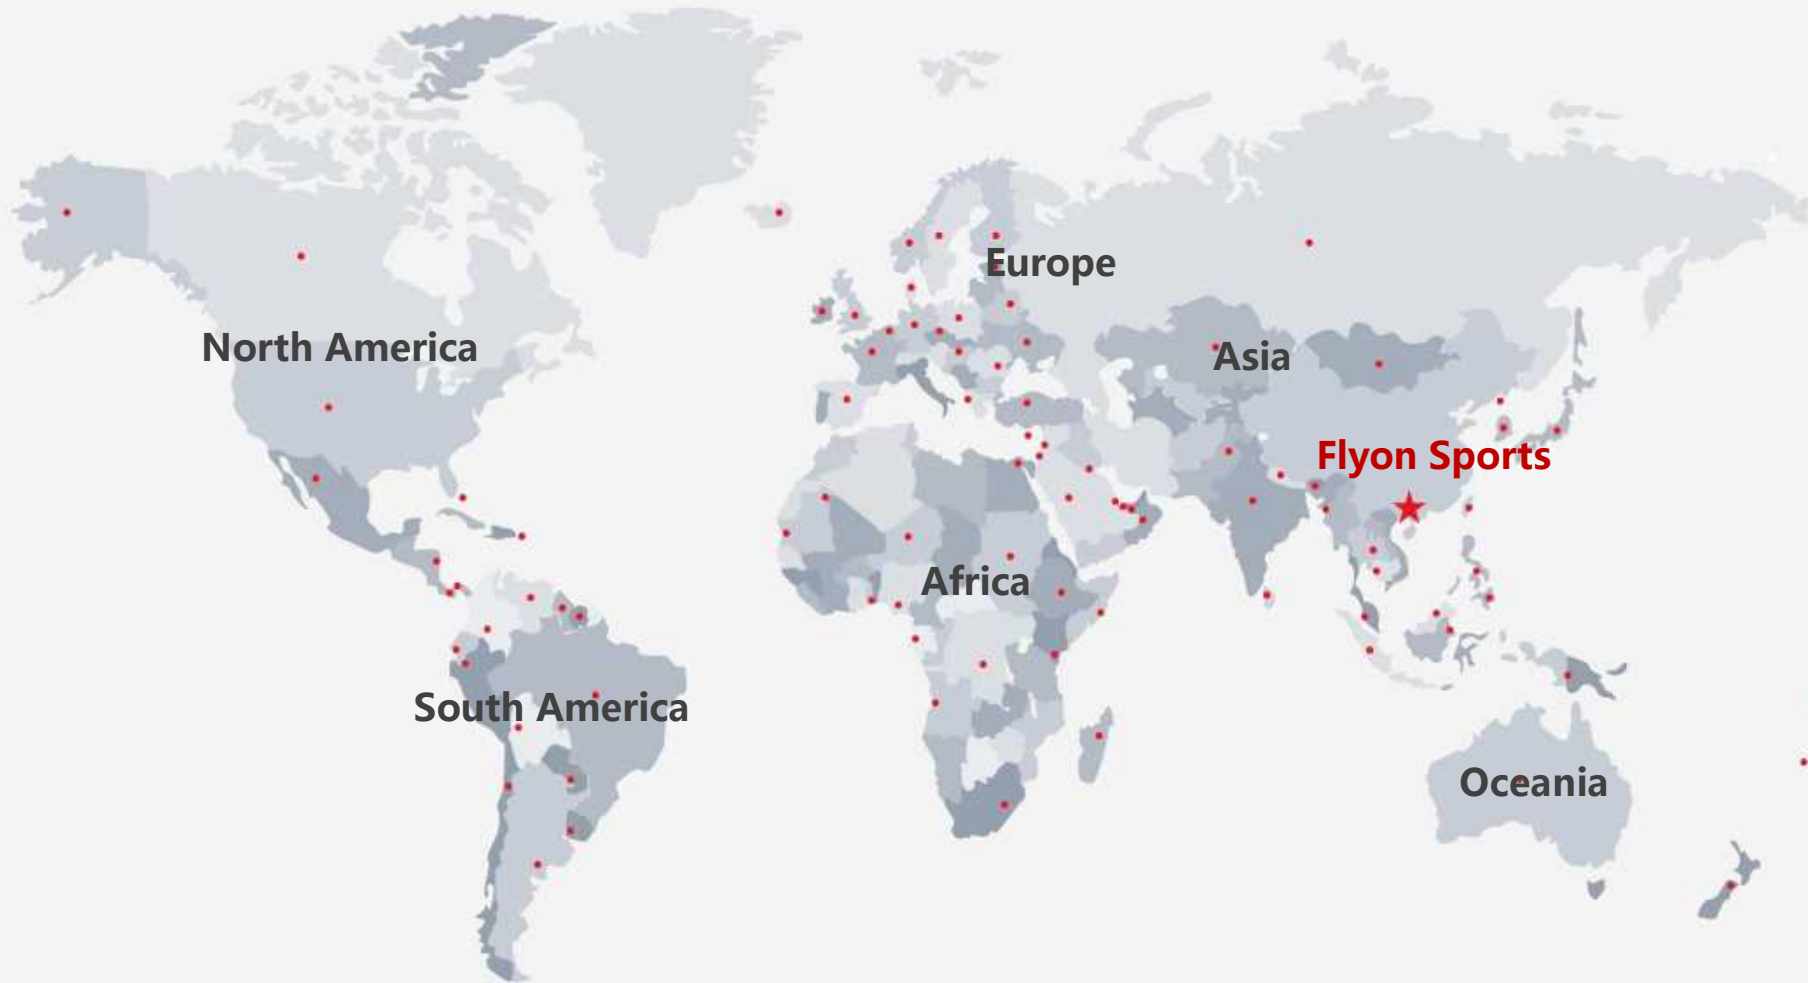 Europe
North America
Asia
Flyon Sports
Africa
South America
Oceania